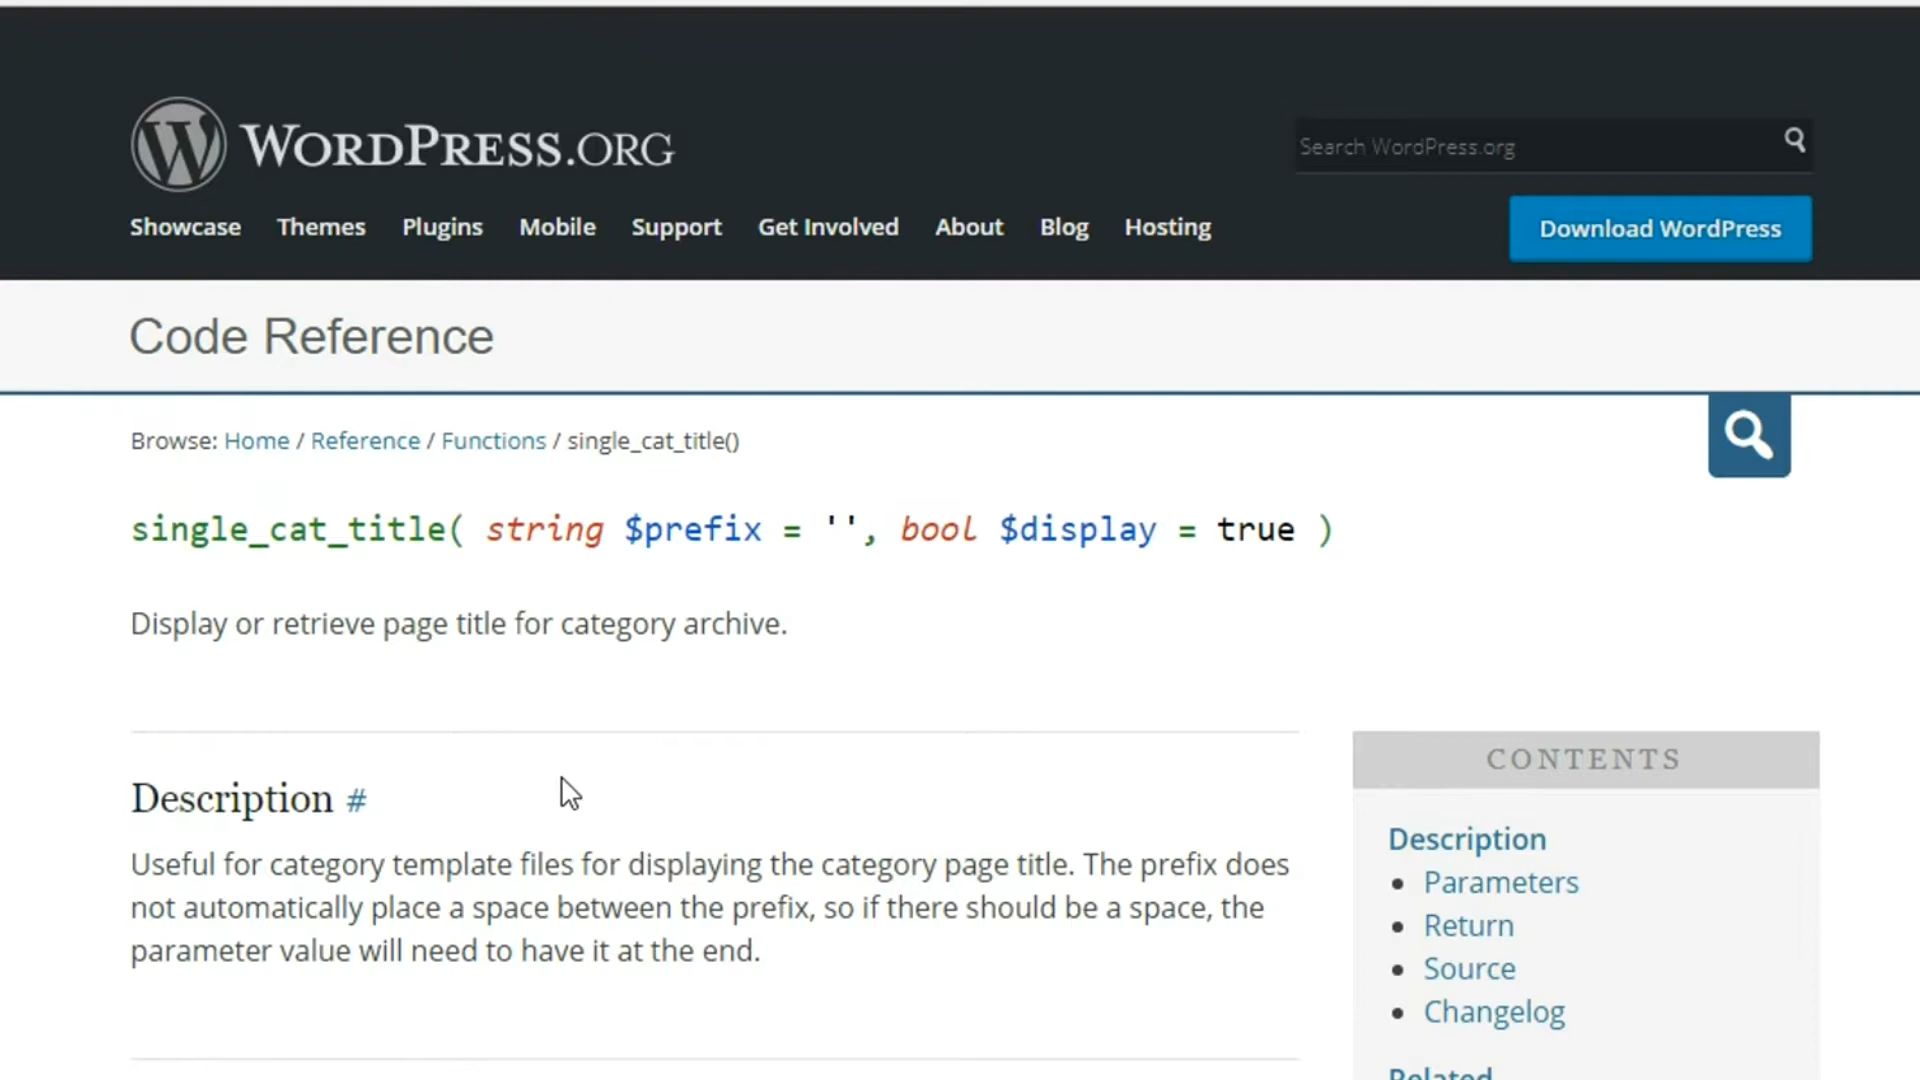 WORDPRESS.ORG
Search WordPress.org
Showcase Themes Plugins Mobile Support Get Involved About Blog Hosting
Download WordPress
Code Reference
Browse: Home / Reference / Functions / single_cat_title()
single_cat_title( string $prefix = '', bool $display = true )
Display or retrieve page title for category archive.
Description #
Useful for category template files for displaying the category page title. The prefix does
not automatically place a space between the prefix, so if there should be a space, the
parameter value will need to have it at the end.
CONTENTS
Description
• Parameters
• Return
• Source
• Changelog
Related